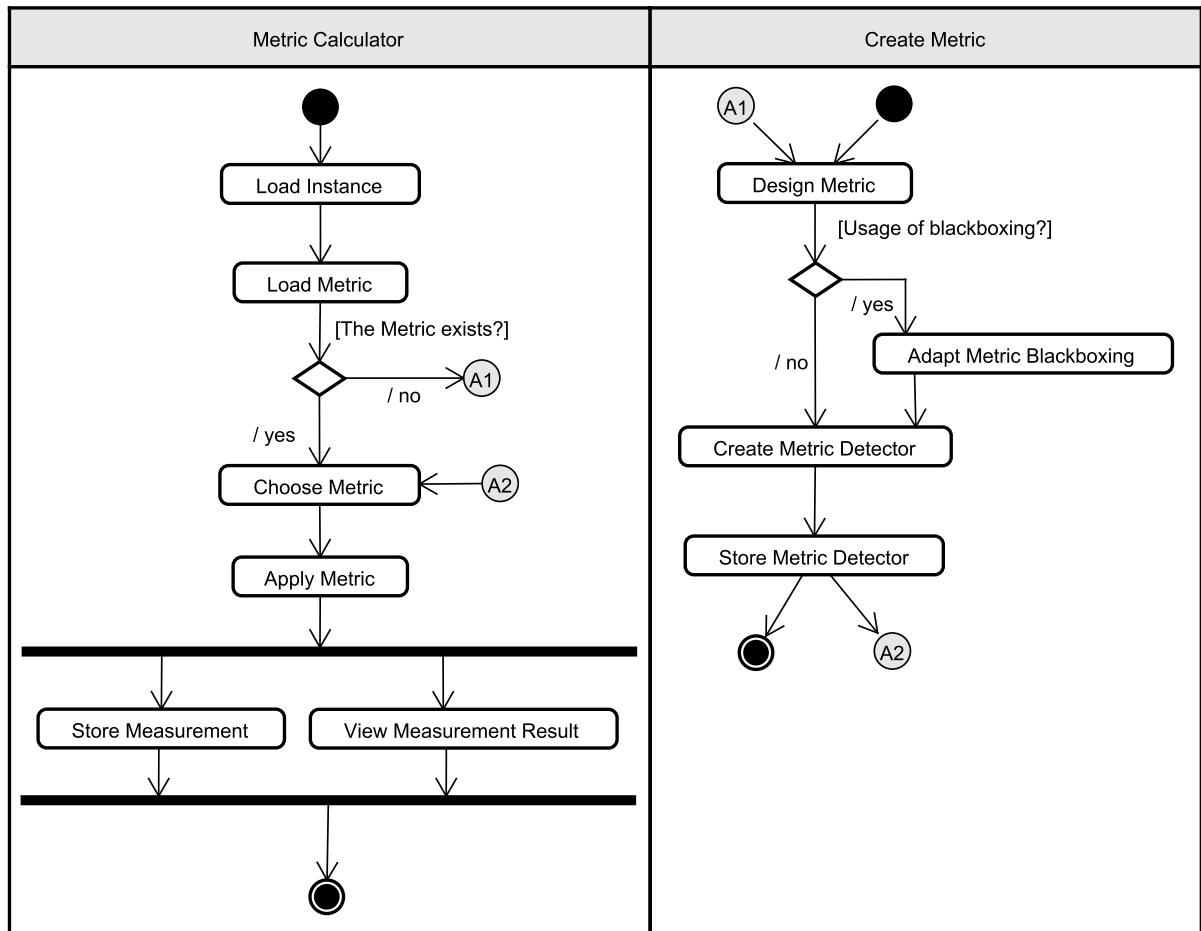 Metric Calculator
Load Instance
Load Metric
[The Metric exists?]
A1
/ no
/ yes
Choose Metric
A2
Apply Metric
Store Measurement
View Measurement Result
Create Metric
A1
Design Metric
[Usage of blackboxing?]
/ yes
Adapt Metric Blackboxing
/ no
Create Metric Detector
Store Metric Detector
A2